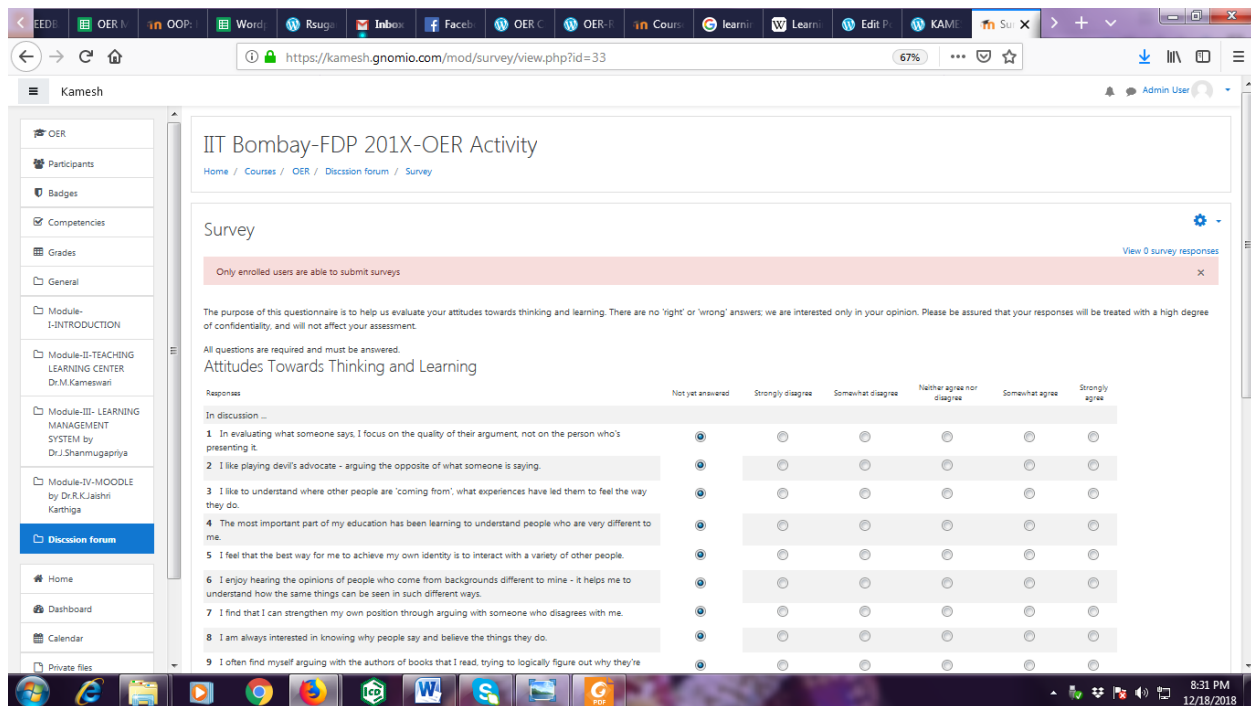 EEDB
OER M
OOP:
Word
Rsuga
Inbox
Faceb
OER C
OER-R
Cours
learnin
Learni
Edit P
KAME
Sur
https://kamesh.gnomio.com/mod/survey/view.php?id=33
67%
Kamesh
Admin User
OER
Participants
Badges
Competencies
Grades
General
Module-
I-INTRODUCTION
Module-II-TEACHING
LEARNING CENTER
Dr.M.Kameswari
Module-III- LEARNING
MANAGEMENT
SYSTEM by
Dr.J.Shanmugapriya
Module-IV-MOODLE
by Dr.R.K.Jaishri
Karthiga
Discssion forum
Home
Dashboard
Calendar
Private files
IIT Bombay-FDP 201X-OER Activity
Home / Courses / OER / Discssion forum / Survey
Survey
View 0 survey responses
Only enrolled users are able to submit surveys
The purpose of this questionnaire is to help us evaluate your attitudes towards thinking and learning. There are no 'right' or 'wrong' answers; we are interested only in your opinion. Please be assured that your responses will be treated with a high degree
of confidentiality, and will not affect your assessment.
All questions are required and must be answered.
Attitudes Towards Thinking and Learning
Responses Not yet answered Strongly disagree Somewhat disagree Neither agree nor disagree Somewhat agree Strongly agree
In discussion ...
1 In evaluating what someone says, I focus on the quality of their argument, not on the person who's
presenting it.
2 I like playing devil's advocate - arguing the opposite of what someone is saying.
3 I like to understand where other people are 'coming from', what experiences have led them to feel the way
they do.
4 The most important part of my education has been learning to understand people who are very different to
me.
5 I feel that the best way for me to achieve my own identity is to interact with a variety of other people.
6 I enjoy hearing the opinions of people who come from backgrounds different to mine - it helps me to
understand how the same things can be seen in such different ways.
7 I find that I can strengthen my own position through arguing with someone who disagrees with me.
8 I am always interested in knowing why people say and believe the things they do.
9 I often find myself arguing with the authors of books that I read, trying to logically figure out why they're
PDF
8:31 PM
12/18/2018